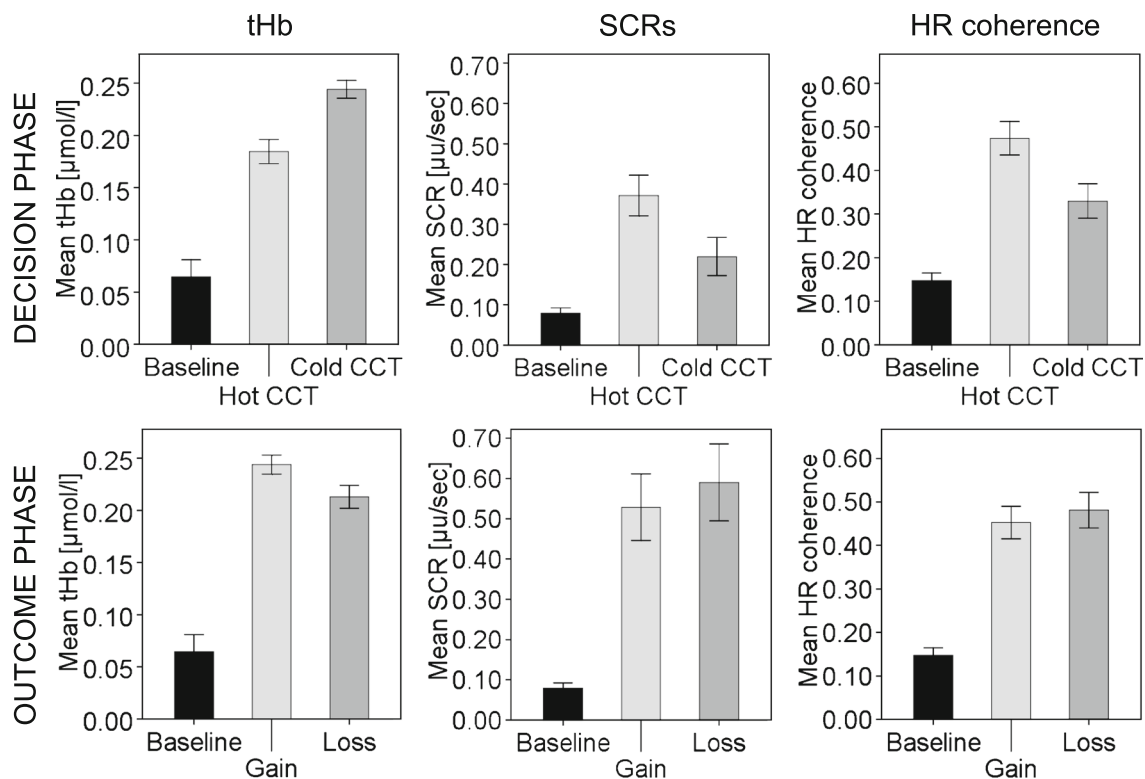 tHb
SCRs
HR coherence
DECISION PHASE
Mean tHb [µmol/l]
0.25
0.20
0.15
0.10
0.05
0.00
Baseline
Cold CCT
Hot CCT
Mean SCR [µu/sec]
0.70
0.60
0.50
0.40
0.30
0.20
0.10
0.00
Baseline
Cold CCT
Hot CCT
Mean HR coherence
0.60
0.50
0.40
0.30
0.20
0.10
0.00
Baseline
Cold CCT
Hot CCT
OUTCOME PHASE
Mean tHb [µmol/l]
0.25
0.20
0.15
0.10
0.05
0.00
Baseline
Loss
Gain
Mean SCR [µu/sec]
0.70
0.60
0.50
0.40
0.30
0.20
0.10
0.00
Baseline
Loss
Gain
Mean HR coherence
0.60
0.50
0.40
0.30
0.20
0.10
0.00
Baseline
Loss
Gain